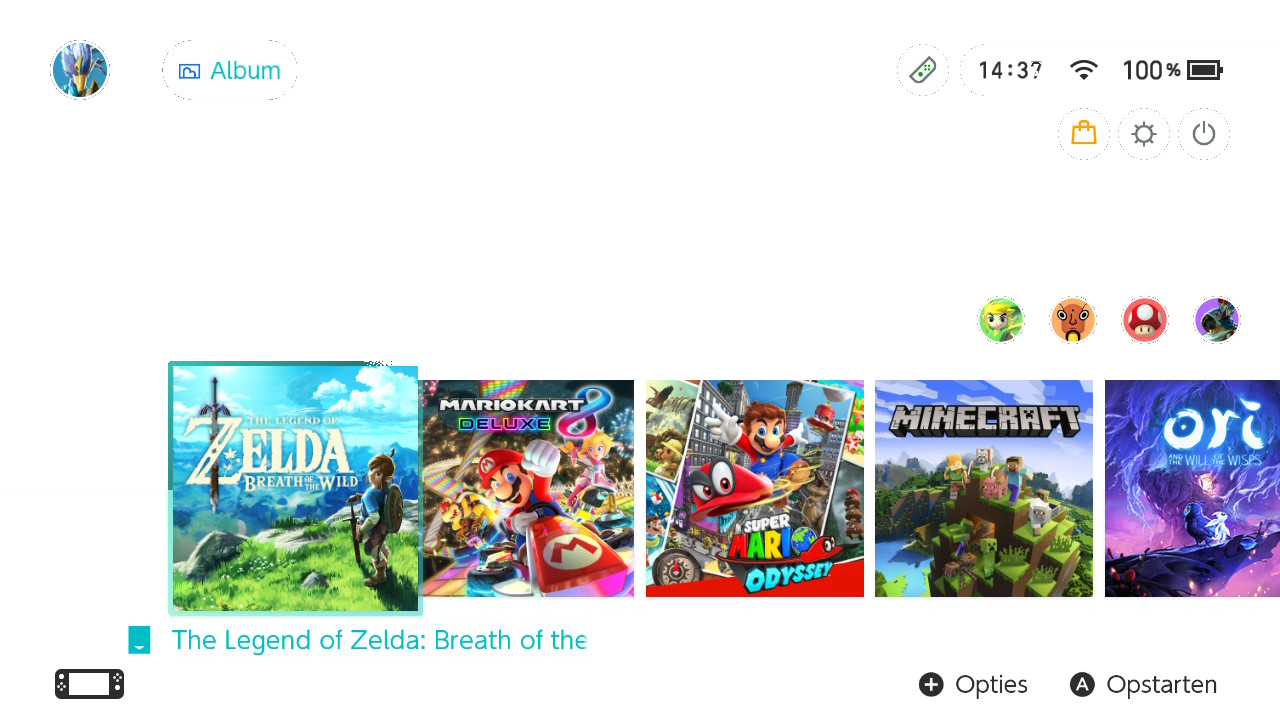 Album
14:37
100%
THE LEGEND OF
ZELDA
BREATH OF THE WILD
MARIOKART 8
DELUXE
SUPER
MARIO
ODYSSEY
MINECRAFT
ori
AND THE WILL OF THE WISPS
The Legend of Zelda: Breath of the
Opties
A Opstarten